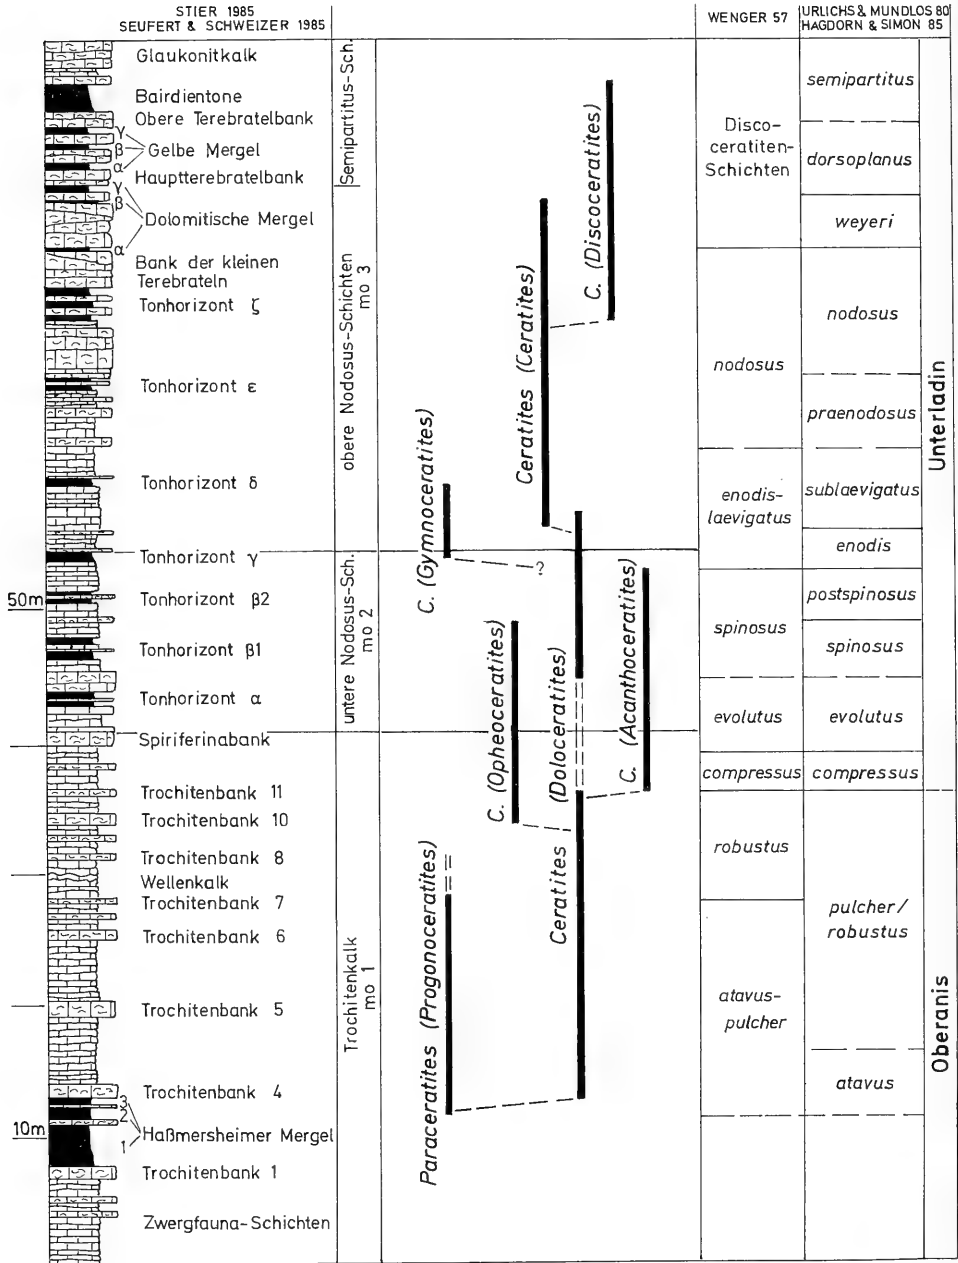 STIER 1985
SEUFERT & SCHWEIZER 1985
WENGER 57
URLICHS & MUNDLOS 80
HAGDORN & SIMON 85
Glaukonitkalk
Bairdientone
Obere Terebratelbank
γ
β
α
Gelbe Mergel
Hauptterebratelbank
γ
β
α
Dolomitische Mergel
Bank der kleinen
Terebrateln
Tonhorizont ζ
Tonhorizont ε
Tonhorizont δ
Tonhorizont γ
50m
Tonhorizont β2
Tonhorizont β1
Tonhorizont α
Spiriferinabank
Trochitenbank 11
Trochitenbank 10
Trochitenbank 8
Wellenkalk
Trochitenbank 7
Trochitenbank 6
Trochitenbank 5
Trochitenbank 4
3
2
1
10m
Haßmersheimer Mergel
Trochitenbank 1
Zwergfauna-Schichten
Semipartitus-Sch.
obere Nodosus-Schichten
mo 3
untere Nodosus-Sch.
mo 2
Trochitenkalk
mo 1
Paraceratites (Progonoceratites)
C. (Gymnoceratites)
?
C. (Opheoceratites)
Ceratites (Ceratites)
Ceratites (Doloceratites)
C. (Discoceratites)
C. (Acanthoceratites)
Disco-
ceratiten-
Schichten
nodosus
enodis-
laevigatus
spinosus
evolutus
compressus
robustus
atavus-
pulcher
semipartitus
dorsoplanus
weyeri
nodosus
praenodosus
sublaevigatus
enodis
postspinosus
spinosus
evolutus
compressus
pulcher/
robustus
atavus
Unterladin
Oberanis